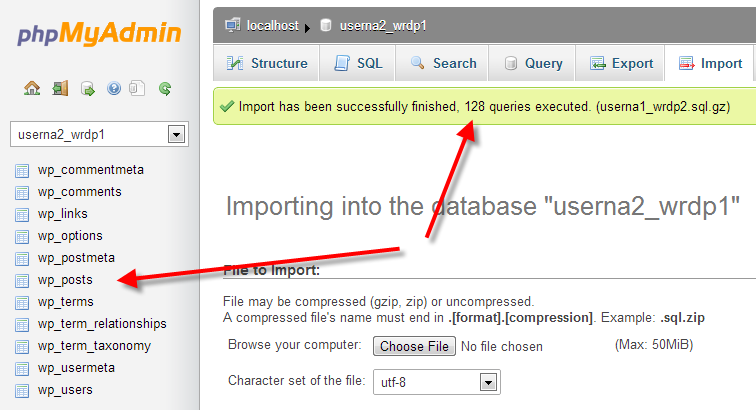 phpMyAdmin
userna2_wrdp1
wp_commentmeta
wp_comments
wp_links
wp_options
wp_postmeta
wp_posts
wp_terms
wp_term_relationships
wp_term_taxonomy
wp_usermeta
wp_users
localhost userna2_wrdp1
Structure SQL Search Query Export Import
Import has been successfully finished, 128 queries executed. (userna1_wrdp2.sql.gz)
Importing into the database "userna2_wrdp1"
File to Import:
File may be compressed (gzip, zip) or uncompressed.
A compressed file's name must end in .[format].[compression]. Example: .sql.zip
Browse your computer: Choose File No file chosen (Max: 50MiB)
Character set of the file: utf-8